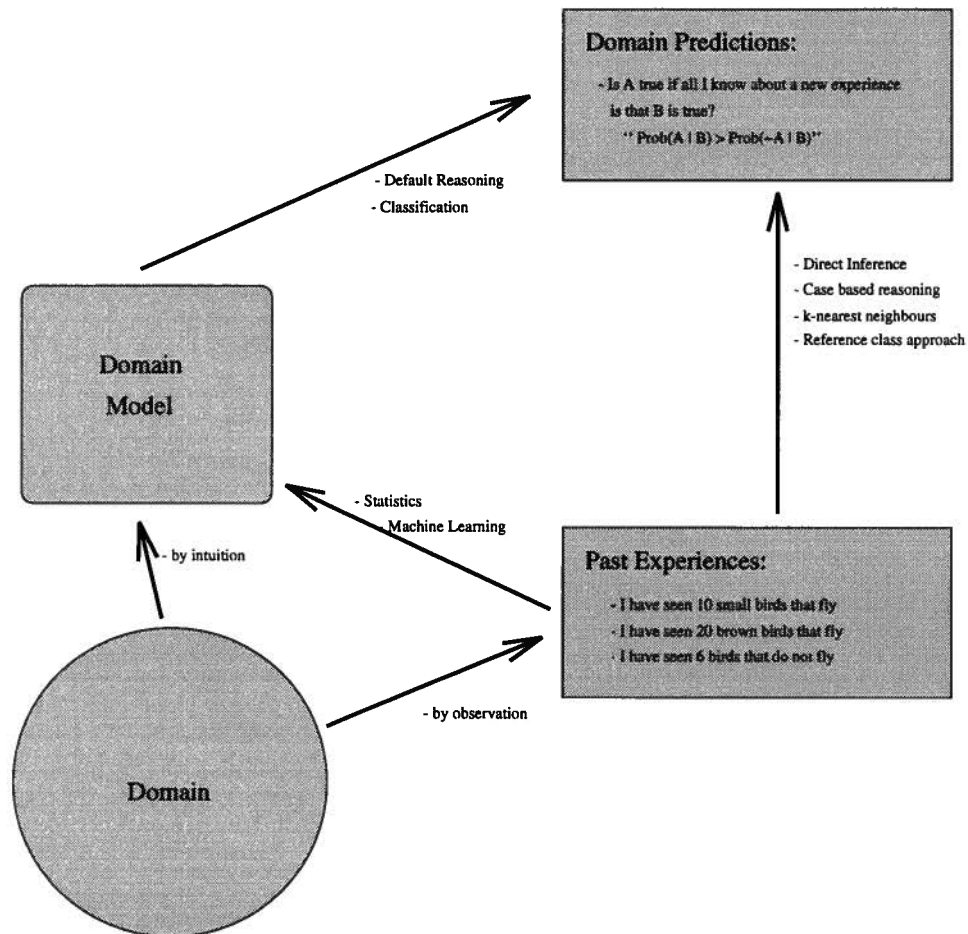 Domain Predictions:
- Is A true if all I know about a new experience
is that B is true?
" Prob(A | B) > Prob(~A | B)"
- Default Reasoning
- Classification
- Direct Inference
- Case based reasoning
- k-nearest neighbours
- Reference class approach
Domain
Model
- Statistics
- Machine Learning
- by intuition
Past Experiences:
- I have seen 10 small birds that fly
- I have seen 20 brown birds that fly
- I have seen 6 birds that do not fly
- by observation
Domain